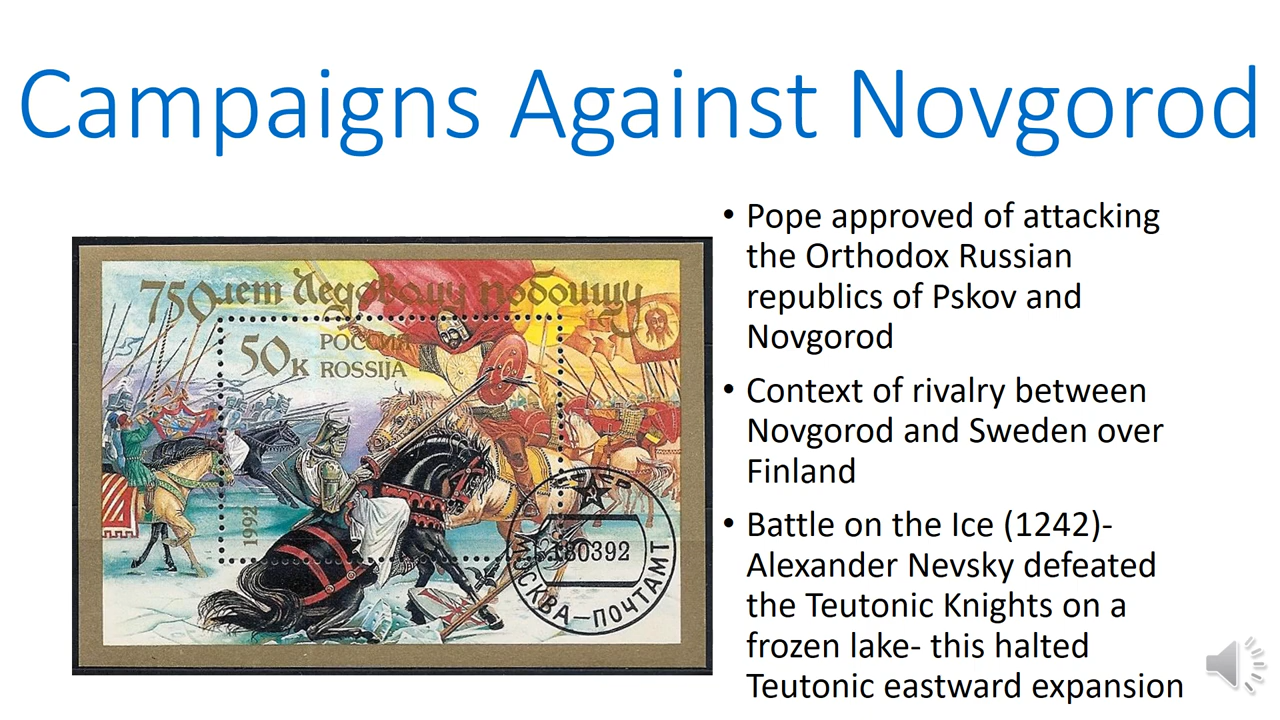 Campaigns Against Novgorod
• Pope approved of attacking
the Orthodox Russian
republics of Pskov and
Novgorod
• Context of rivalry between
Novgorod and Sweden over
Finland
• Battle on the Ice (1242)-
Alexander Nevsky defeated
the Teutonic Knights on a
frozen lake- this halted
Teutonic eastward expansion
750 лет Ледовому побоищу
50к РОССИЯ
ROSSIJA
1992
180392
МОСКВА-ПОЧТАМТ